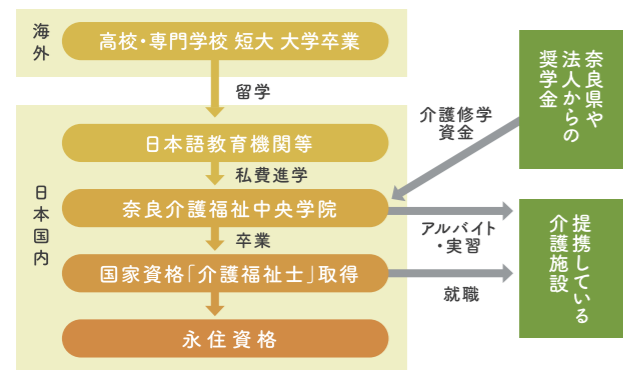 海外
高校・専門学校 短大 大学卒業
留学
日本国内
日本語教育機関等
私費進学
奈良介護福祉中央学院
卒業
国家資格「介護福祉士」取得
永住資格
奈良県や
法人からの
奨学金
介護修学
資金
アルバイト
・実習
就職
提携している
介護施設